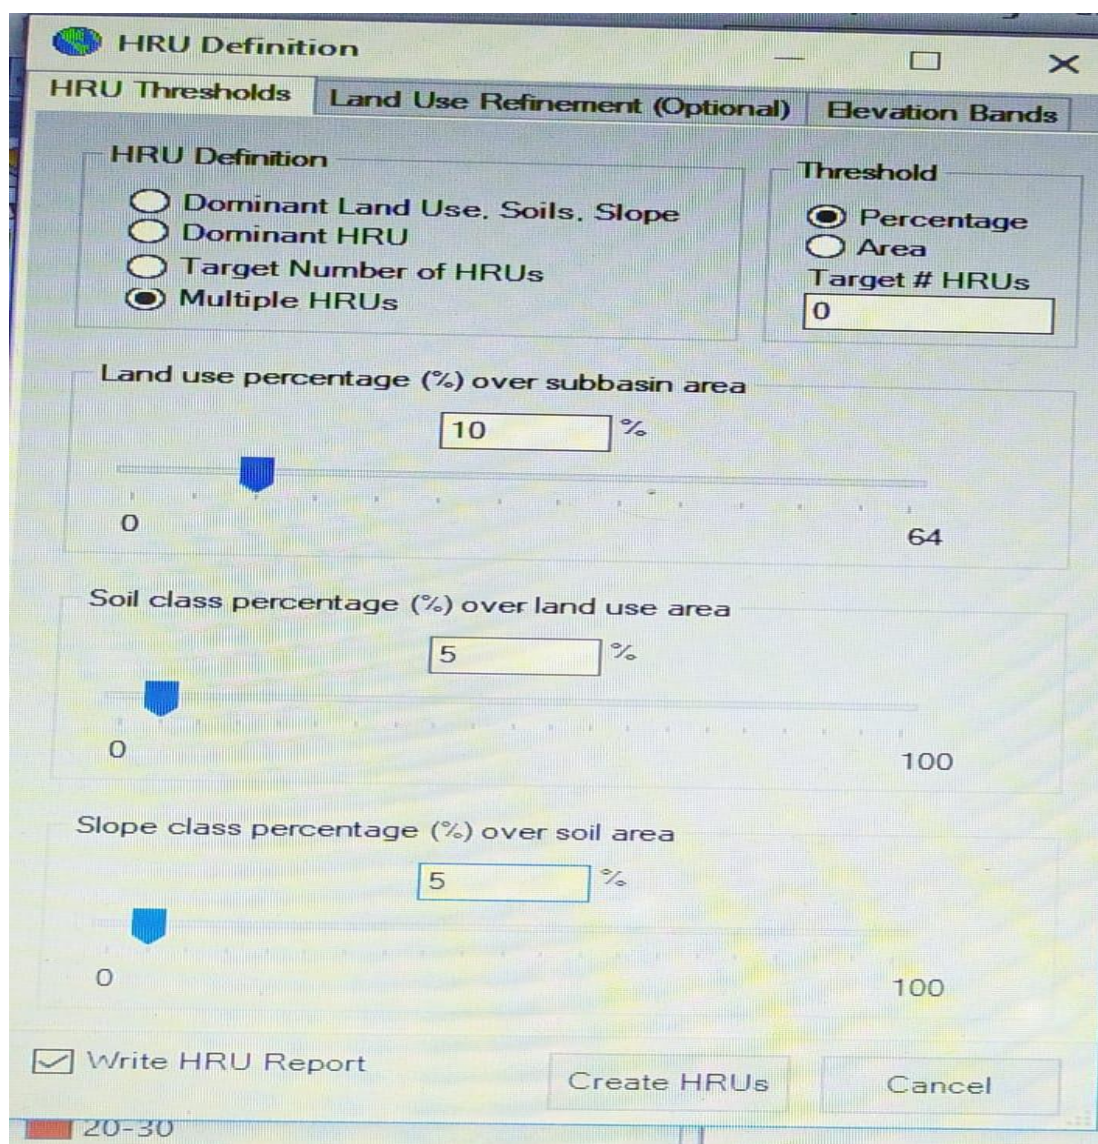 HRU Definition
HRU Thresholds
Land Use Refinement (Optional)
Elevation Bands
HRU Definition
Dominant Land Use, Soils, Slope
Dominant HRU
Target Number of HRUs
Multiple HRUs
Threshold
Percentage
Area
Target # HRUs
0
Land use percentage (%) over subbasin area
10 %
0
64
Soil class percentage (%) over land use area
5 %
0
100
Slope class percentage (%) over soil area
5 %
0
100
Write HRU Report
Create HRUs
Cancel
20-30